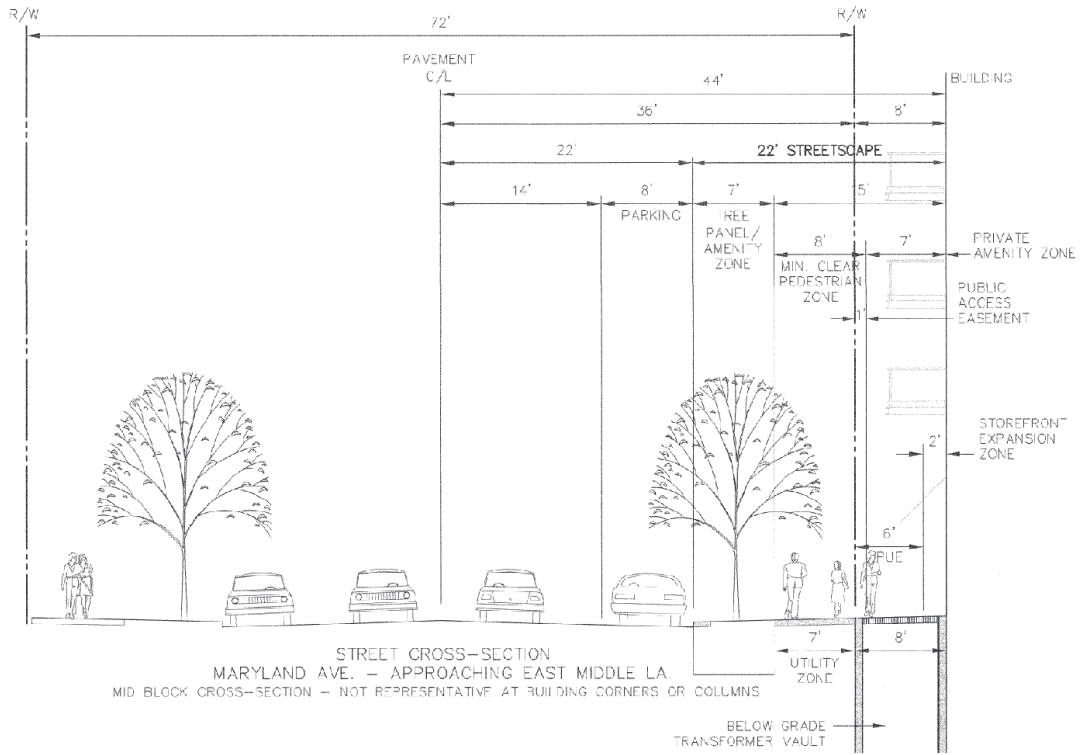 R/W
R/W
72'
PAVEMENT
C/L
BUILDING
44'
36'
8'
22'
22' STREETSCAPE
14'
8'
7'
15'
PARKING
TREE
PANEL/
AMENITY
ZONE
8'
7'
PRIVATE
AMENITY ZONE
MIN. CLEAR
PEDESTRIAN
ZONE
PUBLIC
ACCESS
EASEMENT
1'
STOREFRONT
EXPANSION
ZONE
2'
6'
PUE
7'
8'
UTILITY
ZONE
STREET CROSS-SECTION
MARYLAND AVE. - APPROACHING EAST MIDDLE LA.
MID BLOCK CROSS-SECTION - NOT REPRESENTATIVE AT BUILDING CORNERS OR COLUMNS
BELOW GRADE
TRANSFORMER VAULT